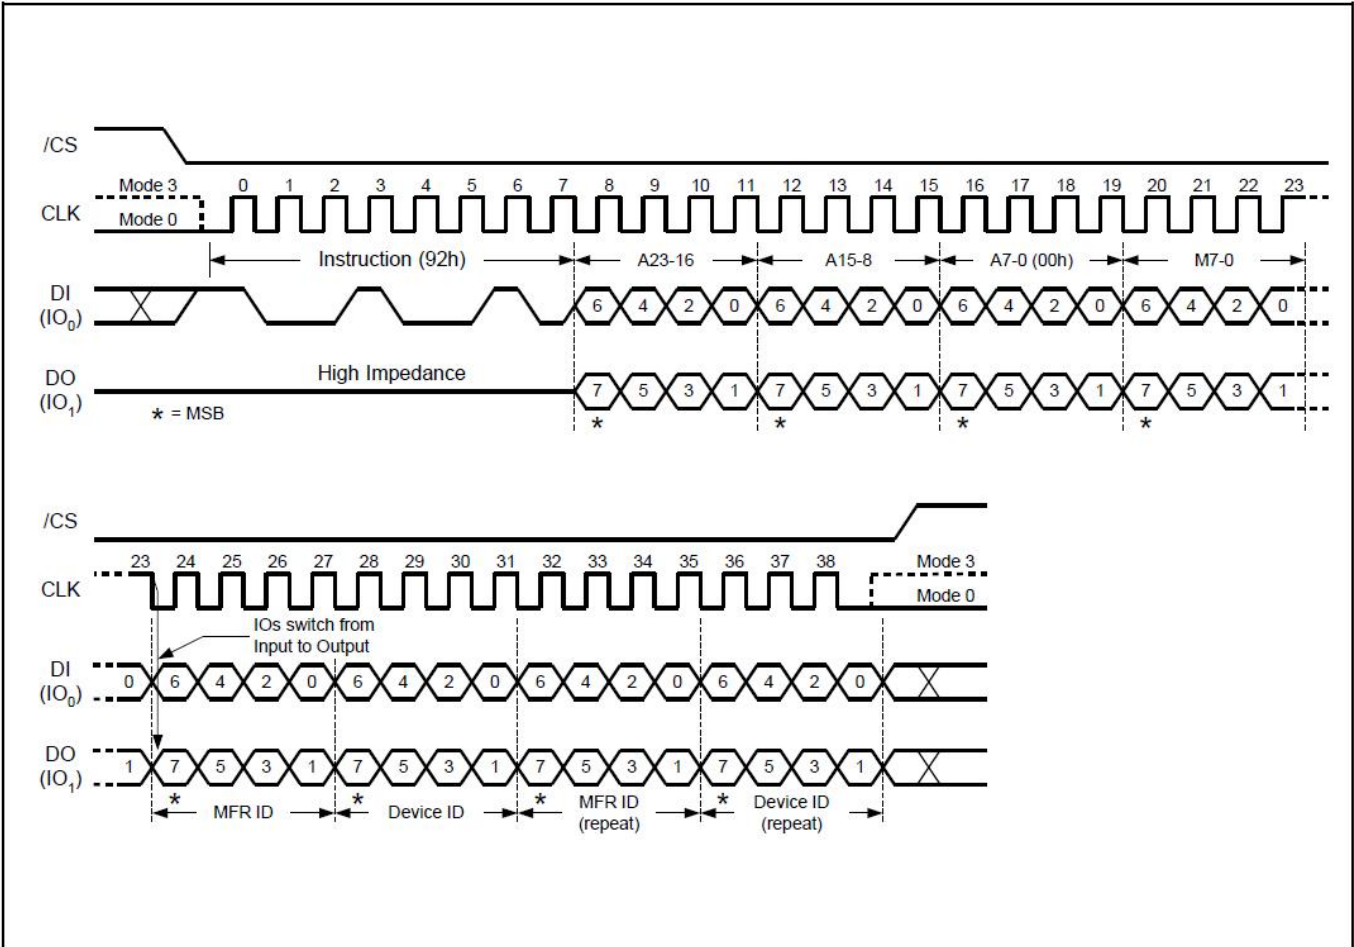 /CS
Mode 3 0 1 2 3 4 5 6 7 8 9 10 11 12 13 14 15 16 17 18 19 20 21 22 23
CLK
Mode 0
Instruction (92h) A23-16 A15-8 A7-0 (00h) M7-0
DI
(IO0) 6 4 2 0 6 4 2 0 6 4 2 0 6 4 2 0
High Impedance
DO
(IO1) 7 5 3 1 7 5 3 1 7 5 3 1 7 5 3 1
* = MSB * * * *
/CS
23 24 25 26 27 28 29 30 31 32 33 34 35 36 37 38 Mode 3
CLK
Mode 0
IOs switch from
Input to Output
DI
(IO0) 0 6 4 2 0 6 4 2 0 6 4 2 0 6 4 2 0
DO
(IO1) 1 7 5 3 1 7 5 3 1 7 5 3 1 7 5 3 1
* * * *
MFR ID Device ID MFR ID (repeat) Device ID (repeat)